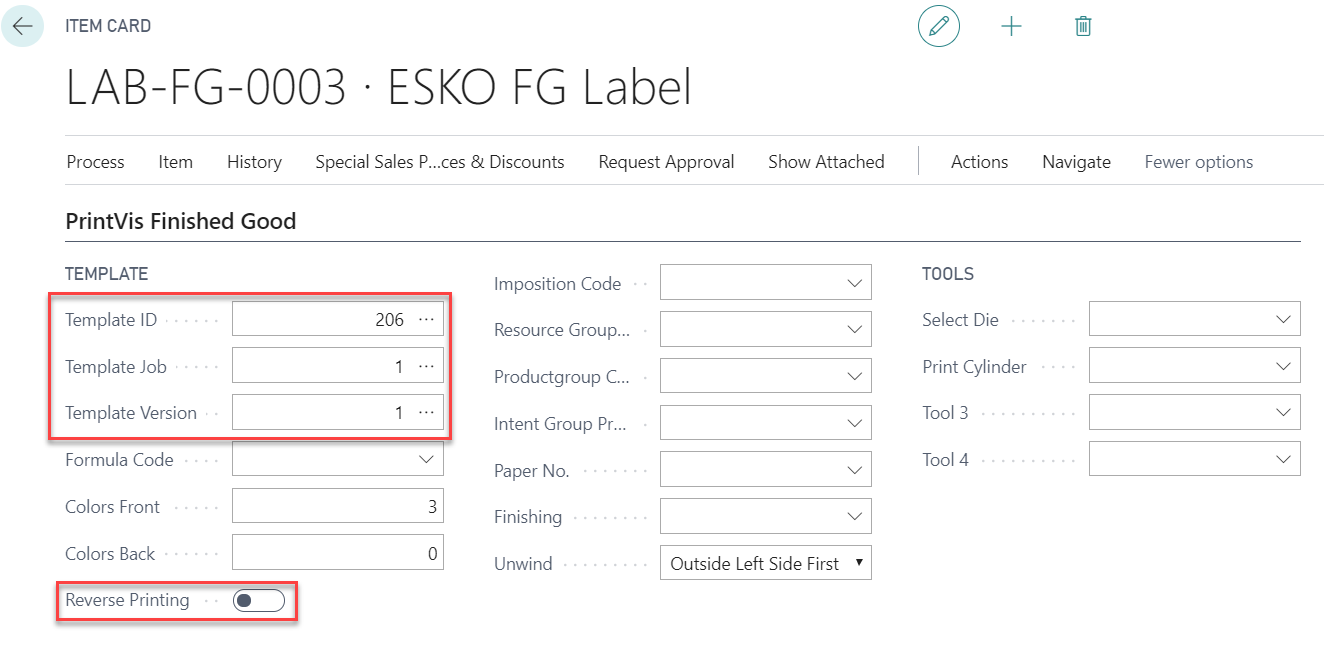 ITEM CARD
LAB-FG-0003 · ESKO FG Label
Process Item History Special Sales P...ces & Discounts Request Approval Show Attached Actions Navigate Fewer options
PrintVis Finished Good
TEMPLATE
Template ID 206
Template Job 1
Template Version 1
Formula Code
Colors Front 3
Colors Back 0
Reverse Printing
Imposition Code
Resource Group...
Productgroup C...
Intent Group Pr...
Paper No.
Finishing
Unwind Outside Left Side First
TOOLS
Select Die
Print Cylinder
Tool 3
Tool 4